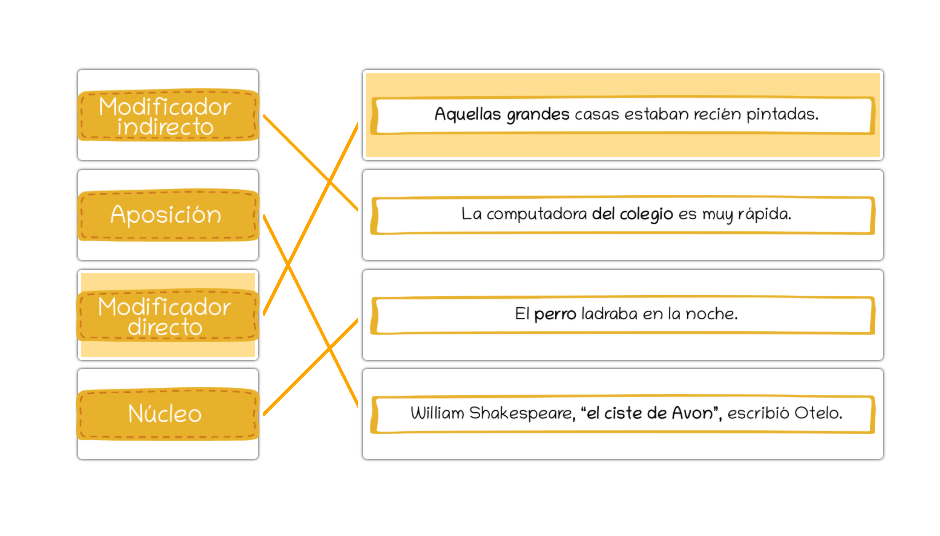 Modificador
indirecto
Aquellas grandes casas estaban recién pintadas.
Aposición
La computadora del colegio es muy rápida.
Modificador
directo
El perro ladraba en la noche.
Núcleo
William Shakespeare, “el ciste de Avon”, escribió Otelo.